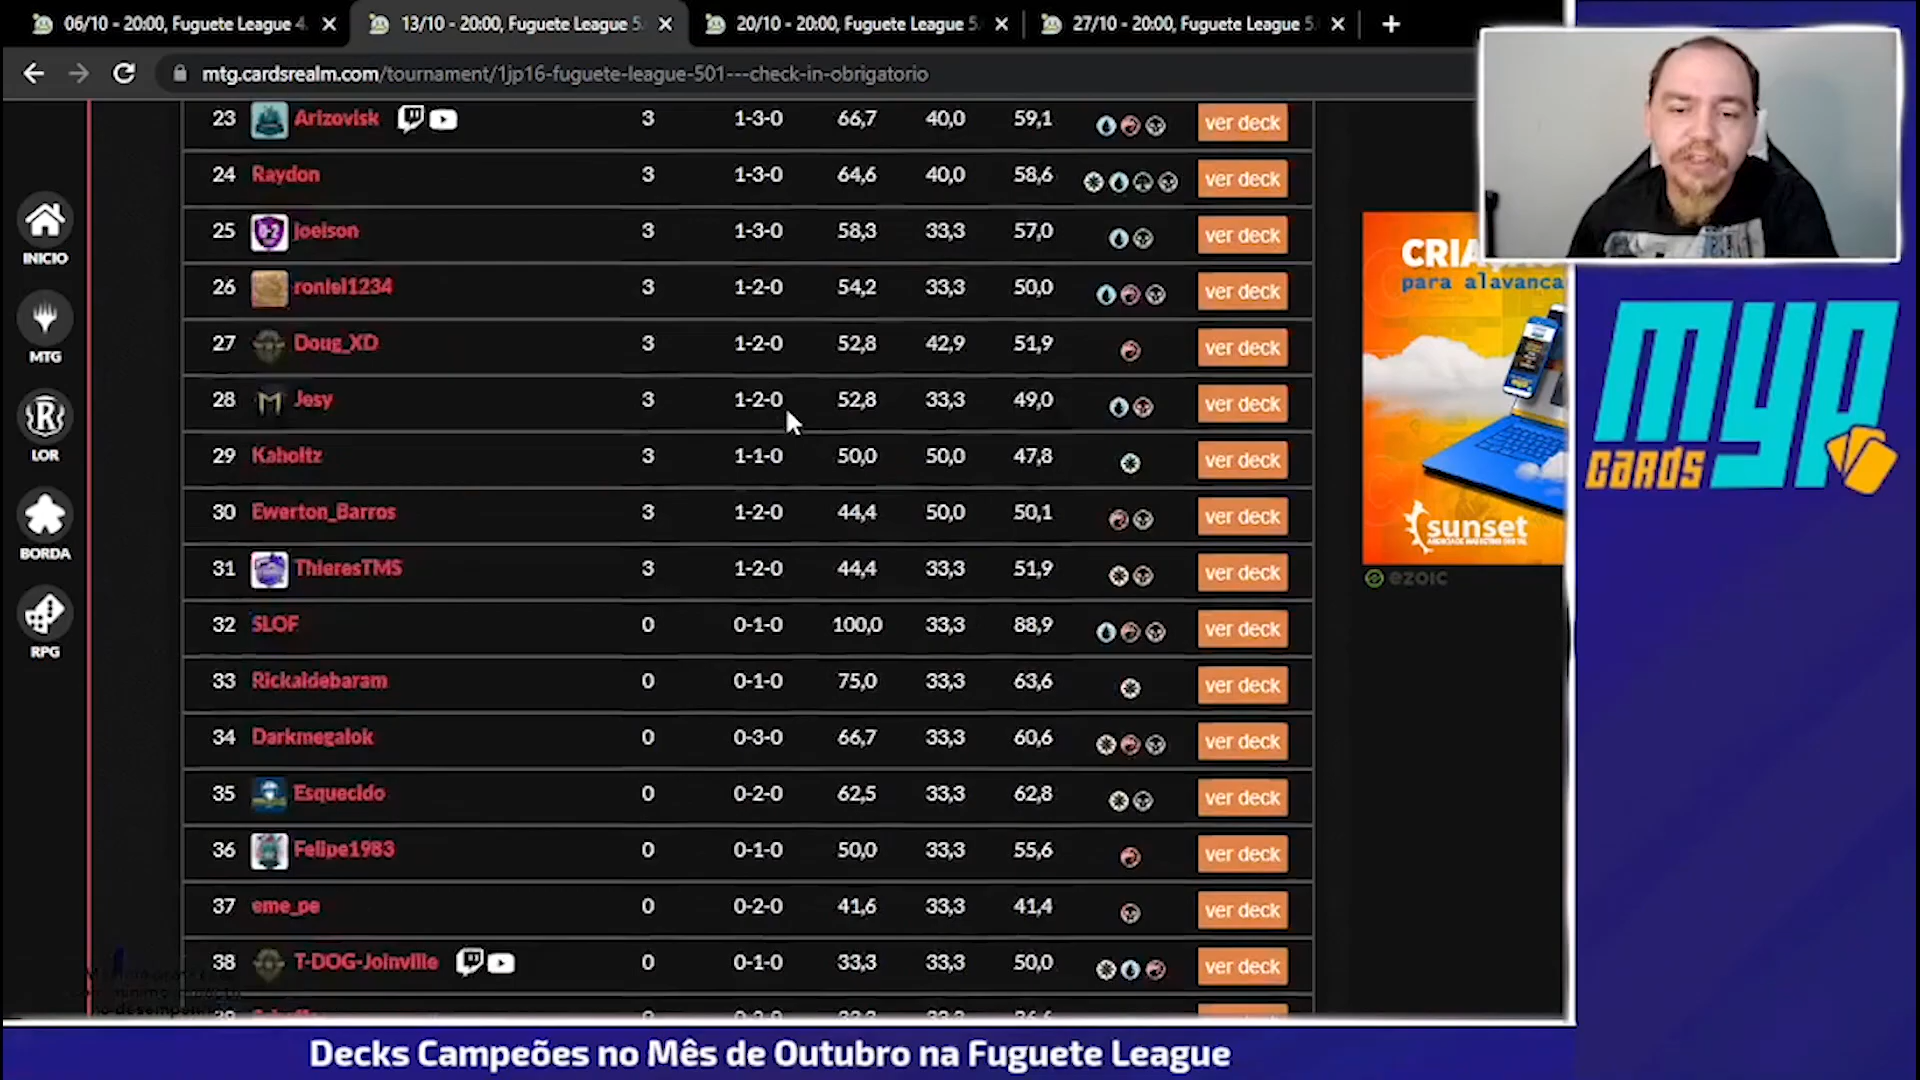 06/10 - 20:00, Fuguete League 4.
13/10 - 20:00, Fuguete League 5.
20/10 - 20:00, Fuguete League 5.
27/10 - 20:00, Fuguete League 5.
mtg.cardsrealm.com/tournament/1jp16-fuguete-league-501---check-in-obrigatorio
23 Arizovisk 3 1-3-0 66,7 40,0 59,1 ver deck
24 Raydon 3 1-3-0 64,6 40,0 58,6 ver deck
25 joelson 3 1-3-0 58,3 33,3 57,0 ver deck
26 roniel1234 3 1-2-0 54,2 33,3 50,0 ver deck
27 Doug_XD 3 1-2-0 52,8 42,9 51,9 ver deck
28 Jesy 3 1-2-0 52,8 33,3 49,0 ver deck
29 Kaholtz 3 1-1-0 50,0 50,0 47,8 ver deck
30 Ewerton_Barros 3 1-2-0 44,4 50,0 50,1 ver deck
31 ThieresTMS 3 1-2-0 44,4 33,3 51,9 ver deck
32 SLOF 0 0-1-0 100,0 33,3 88,9 ver deck
33 Rickaldebaram 0 0-1-0 75,0 33,3 63,6 ver deck
34 Darkmegalok 0 0-3-0 66,7 33,3 60,6 ver deck
35 Esquecido 0 0-2-0 62,5 33,3 62,8 ver deck
36 Felipe1983 0 0-1-0 50,0 33,3 55,6 ver deck
37 eme_pe 0 0-2-0 41,6 33,3 41,4 ver deck
38 T-DOG-Joinville 0 0-1-0 33,3 33,3 50,0 ver deck
INICIO
MTG
LOR
BORDA
RPG
para alavanca
sunset
ezoic
myp
cards
Decks Campeões no Mês de Outubro na Fuguete League